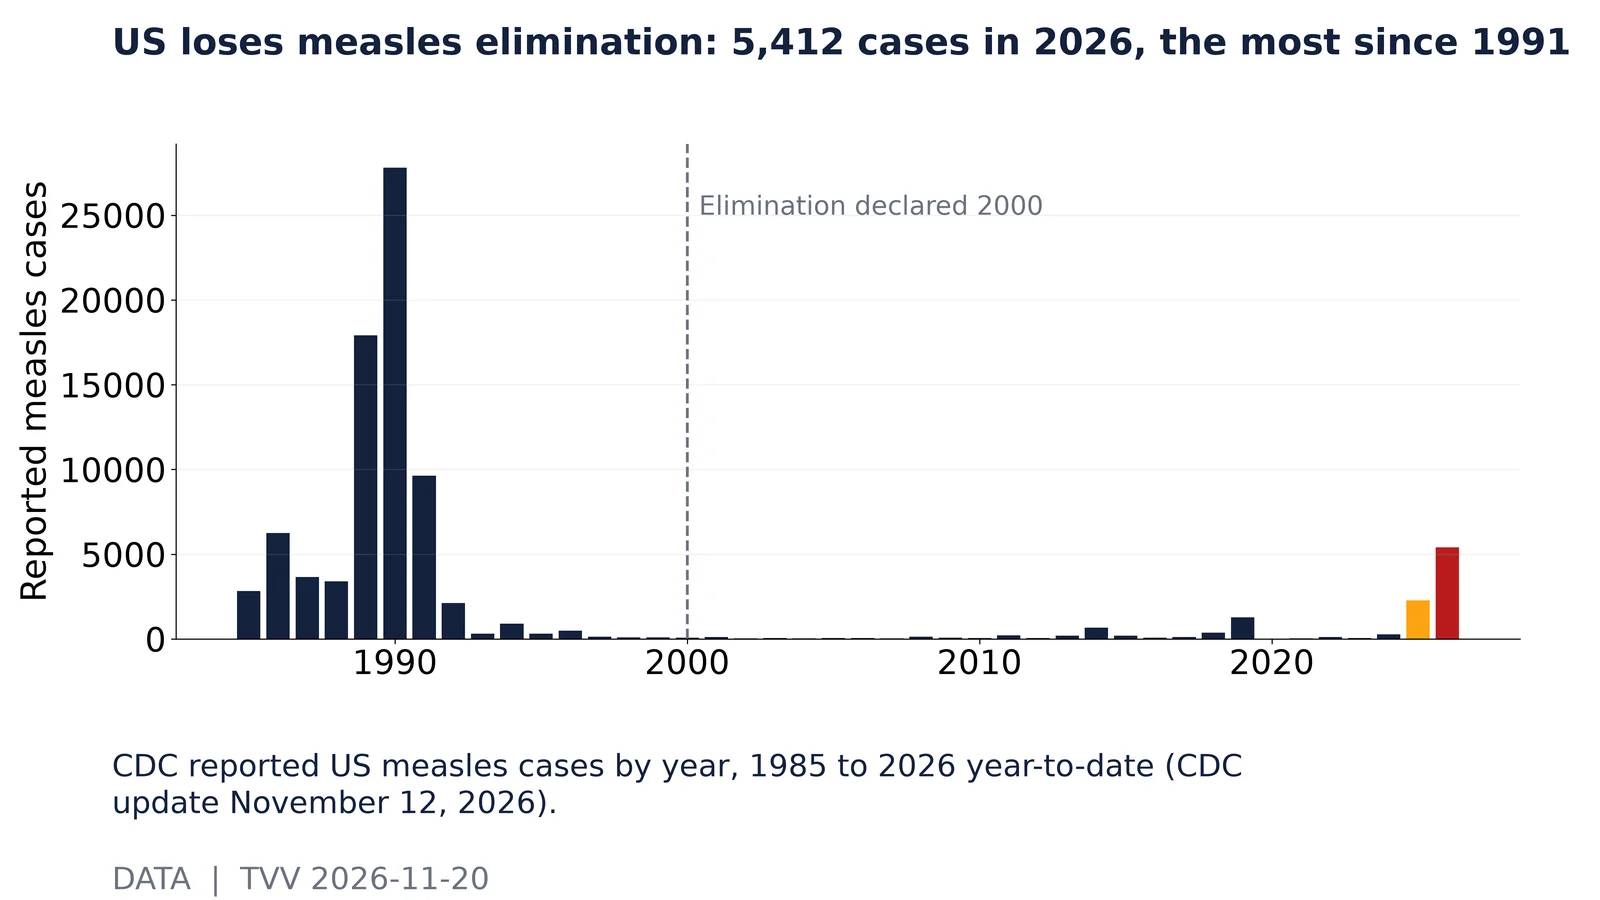 US loses measles elimination: 5,412 cases in 2026, the most since 1991
Reported measles cases
25000
20000
15000
10000
5000
0
Elimination declared 2000
1990
2000
2010
2020
CDC reported US measles cases by year, 1985 to 2026 year-to-date (CDC
update November 12, 2026).
DATA | TVV 2026-11-20